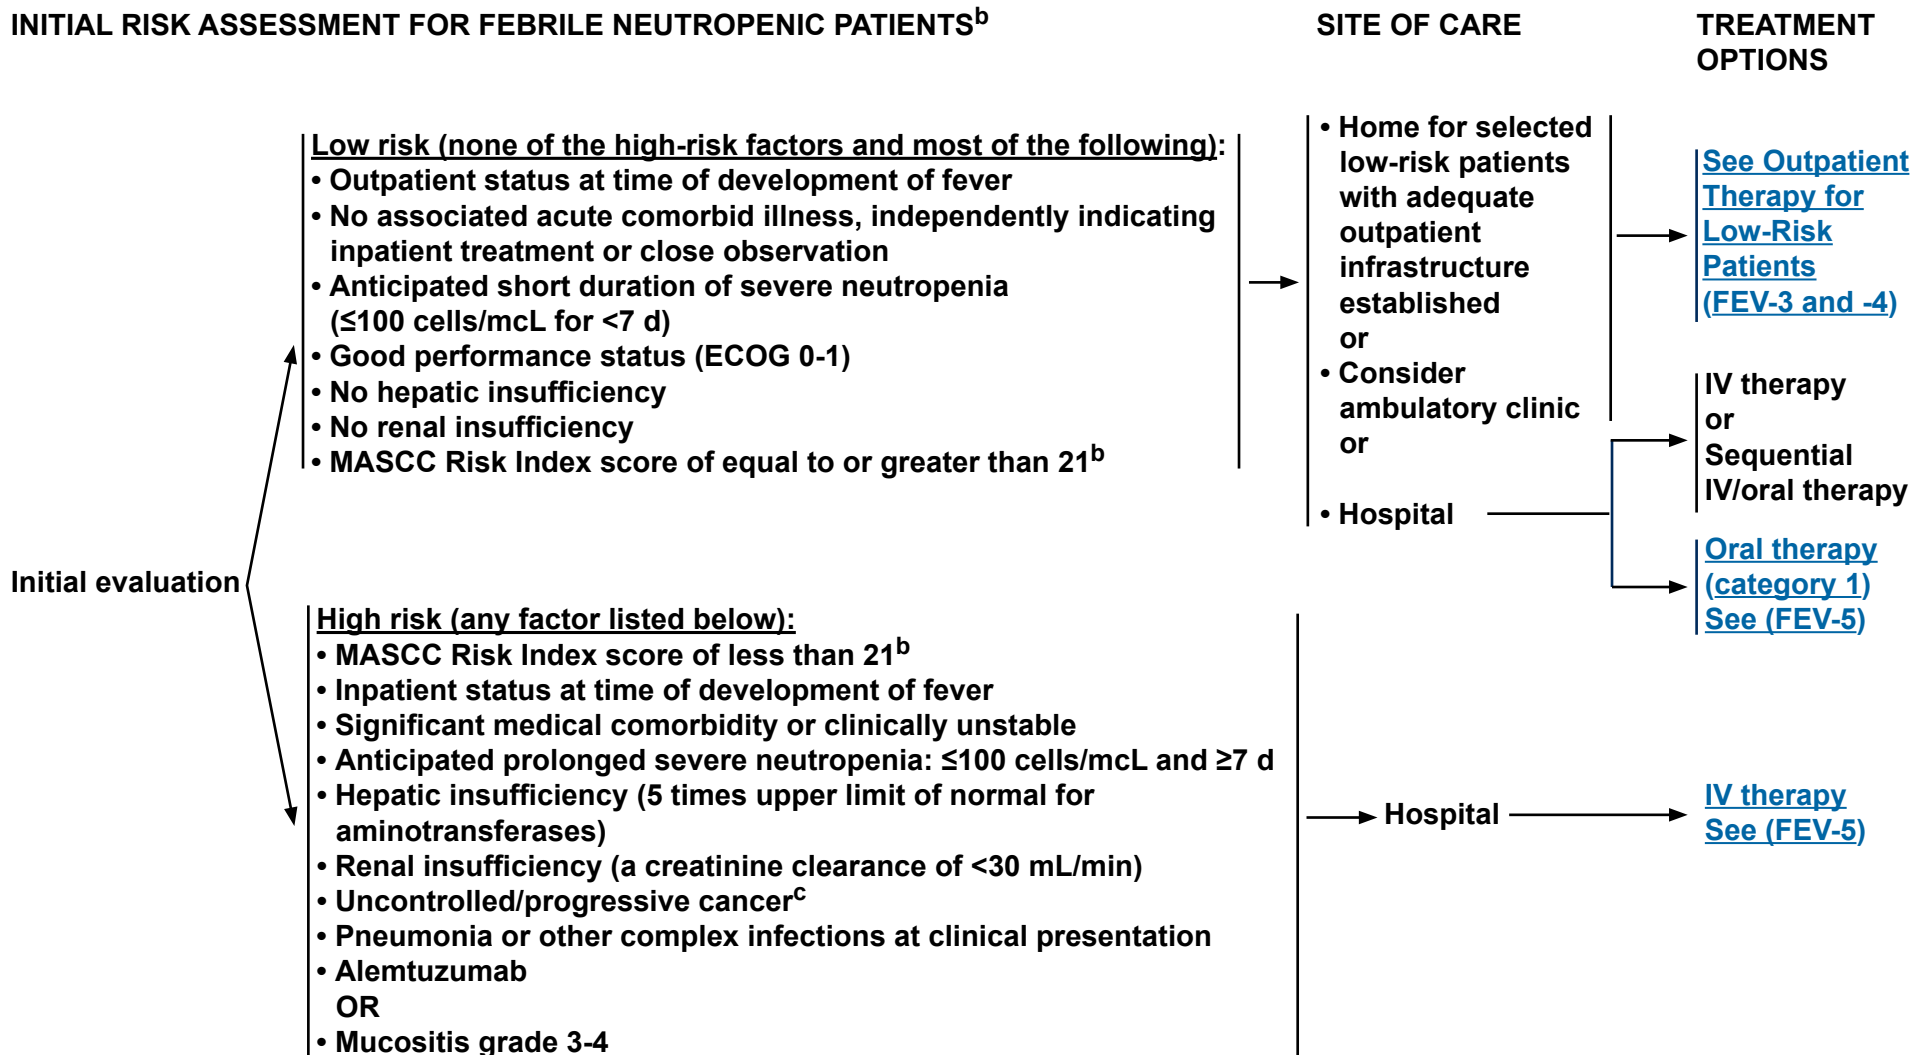 INITIAL RISK ASSESSMENT FOR FEBRILE NEUTROPENIC PATIENTSb
SITE OF CARE
TREATMENT
OPTIONS
Initial evaluation
Low risk (none of the high-risk factors and most of the following):
• Outpatient status at time of development of fever
• No associated acute comorbid illness, independently indicating
inpatient treatment or close observation
• Anticipated short duration of severe neutropenia
(≤100 cells/mcL for <7 d)
• Good performance status (ECOG 0-1)
• No hepatic insufficiency
• No renal insufficiency
• MASCC Risk Index score of equal to or greater than 21b
• Home for selected
low-risk patients
with adequate
outpatient
infrastructure
established
or
• Consider
ambulatory clinic
or
• Hospital
See Outpatient
Therapy for
Low-Risk
Patients
(FEV-3 and -4)
IV therapy
or
Sequential
IV/oral therapy
Oral therapy
(category 1)
See (FEV-5)
High risk (any factor listed below):
• MASCC Risk Index score of less than 21b
• Inpatient status at time of development of fever
• Significant medical comorbidity or clinically unstable
• Anticipated prolonged severe neutropenia: ≤100 cells/mcL and ≥7 d
• Hepatic insufficiency (5 times upper limit of normal for
aminotransferases)
• Renal insufficiency (a creatinine clearance of <30 mL/min)
• Uncontrolled/progressive cancerc
• Pneumonia or other complex infections at clinical presentation
• Alemtuzumab
OR
• Mucositis grade 3-4
Hospital
IV therapy
See (FEV-5)